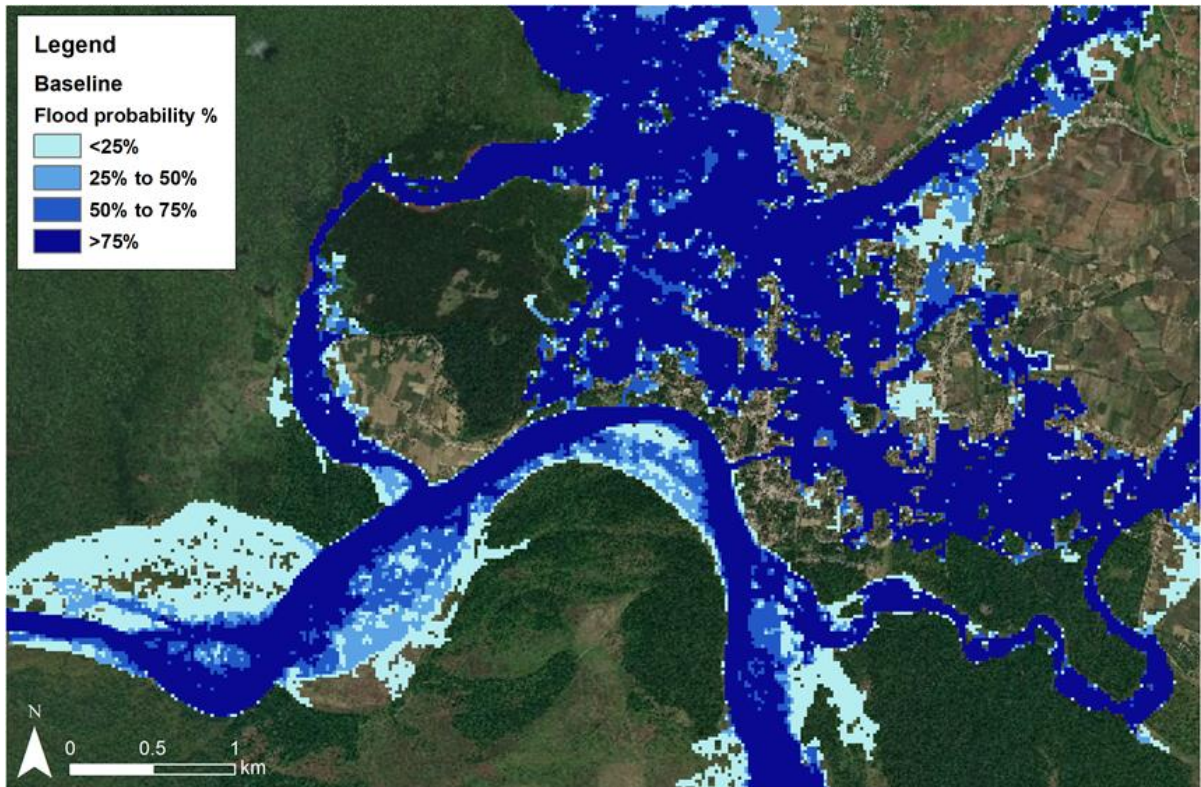 Legend
Baseline
Flood probability %
<25%
25% to 50%
50% to 75%
>75%
N
0 0.5 1
km